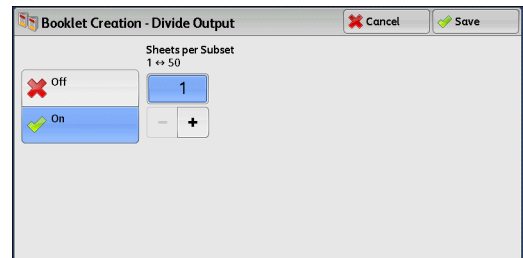 Booklet Creation - Divide Output
Cancel
Save
Sheets per Subset
1 ↔ 50
Off
1
On
− +